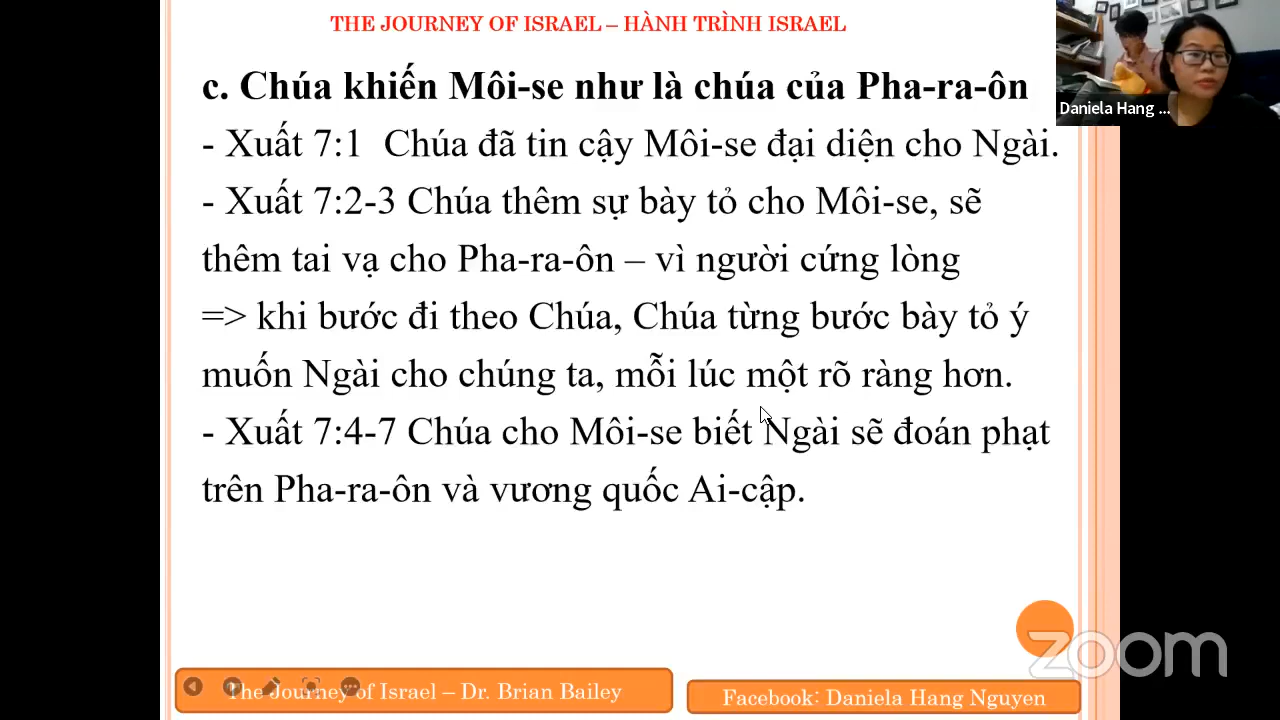 THE JOURNEY OF ISRAEL – HÀNH TRÌNH ISRAEL
c. Chúa khiến Môi-se như là chúa của Pha-ra-ôn
- Xuất 7:1 Chúa đã tin cậy Môi-se đại diện cho Ngài.
- Xuất 7:2-3 Chúa thêm sự bày tỏ cho Môi-se, sẽ
thêm tai vạ cho Pha-ra-ôn – vì người cứng lòng
=> khi bước đi theo Chúa, Chúa từng bước bày tỏ ý
muốn Ngài cho chúng ta, mỗi lúc một rõ ràng hơn.
- Xuất 7:4-7 Chúa cho Môi-se biết Ngài sẽ đoán phạt
trên Pha-ra-ôn và vương quốc Ai-cập.
Daniela Hang ...
zoom
The Journey of Israel – Dr. Brian Bailey
Facebook: Daniela Hang Nguyen